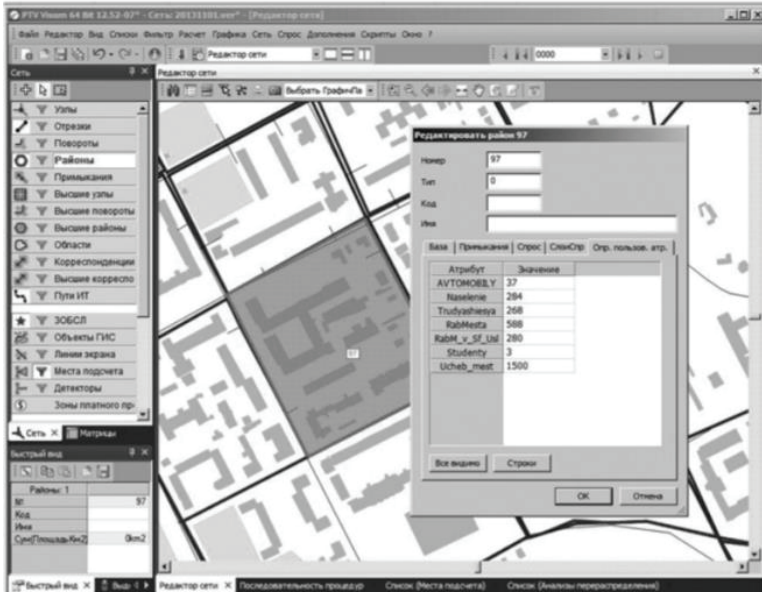 PTV Visum 64 Bit 12.52-07* - Сеть: 20131101.ver* - [Редактор сети]
Файл Редактор Вид Списки Фильтр Расчет Графика Сеть Спрос Дополнения Скрипты Окно ?
Редактор сети
0000
Сеть
Редактор сети
Выбрать ГрафичПа
Узлы
Отрезки
Повороты
Районы
Примыкания
Высшие узлы
Высшие повороты
Высшие районы
Области
Корреспонденции
Высшие корреспо
Пути ИТ
ЗОБСЛ
Объекты ГИС
Линии экрана
Места подсчета
Детекторы
Зоны платного пр
Сеть
Матрицы
Быстрый вид
Районы: 1
№ 97
Код
Имя
Сум(Площадь:Км2) 0km2
Быстрый вид
97
Редактировать район 97
Номер 97
Тип 0
Код
Имя
База Примыкания Спрос СлоиСпр Опр. пользов. атр.
Атрибут Значение
AVTOMOBILY 37
Naselenie 284
Trudyashiesya 268
RabMesta 588
RabM_v_Sf_Usl 280
Studenty 3
Ucheb_mest 1500
Все видимо Строки
OK Отмена
Редактор сети Последовательность процедур Список (Места подсчета) Список (Анализы перераспределения)